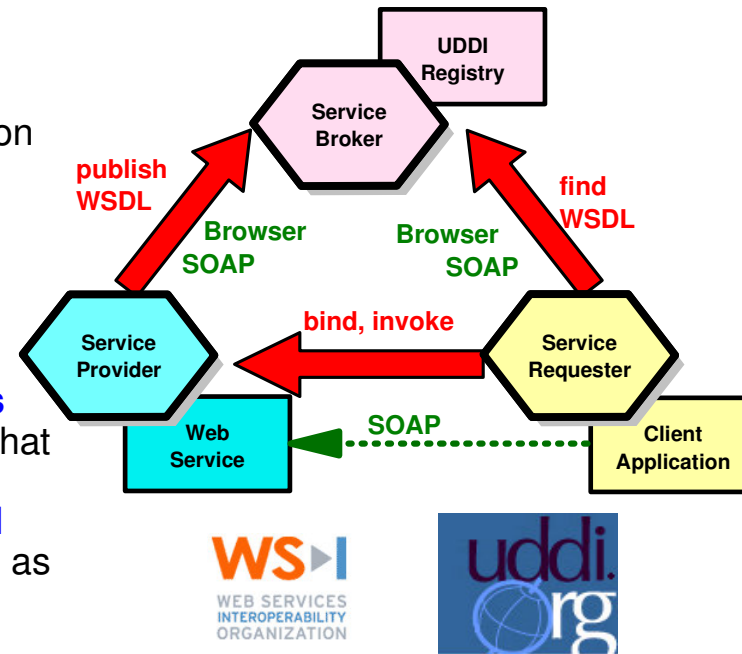 UDDI
Registry
Service
Broker
on
publish
WSDL
find
WSDL
Browser
SOAP
Browser
SOAP
bind, invoke
Service
Provider
Service
Requester
s
hat
SOAP
Web
Service
Client
Application
as
WS I
WEB SERVICES
INTEROPERABILITY
ORGANIZATION
uddi.
org